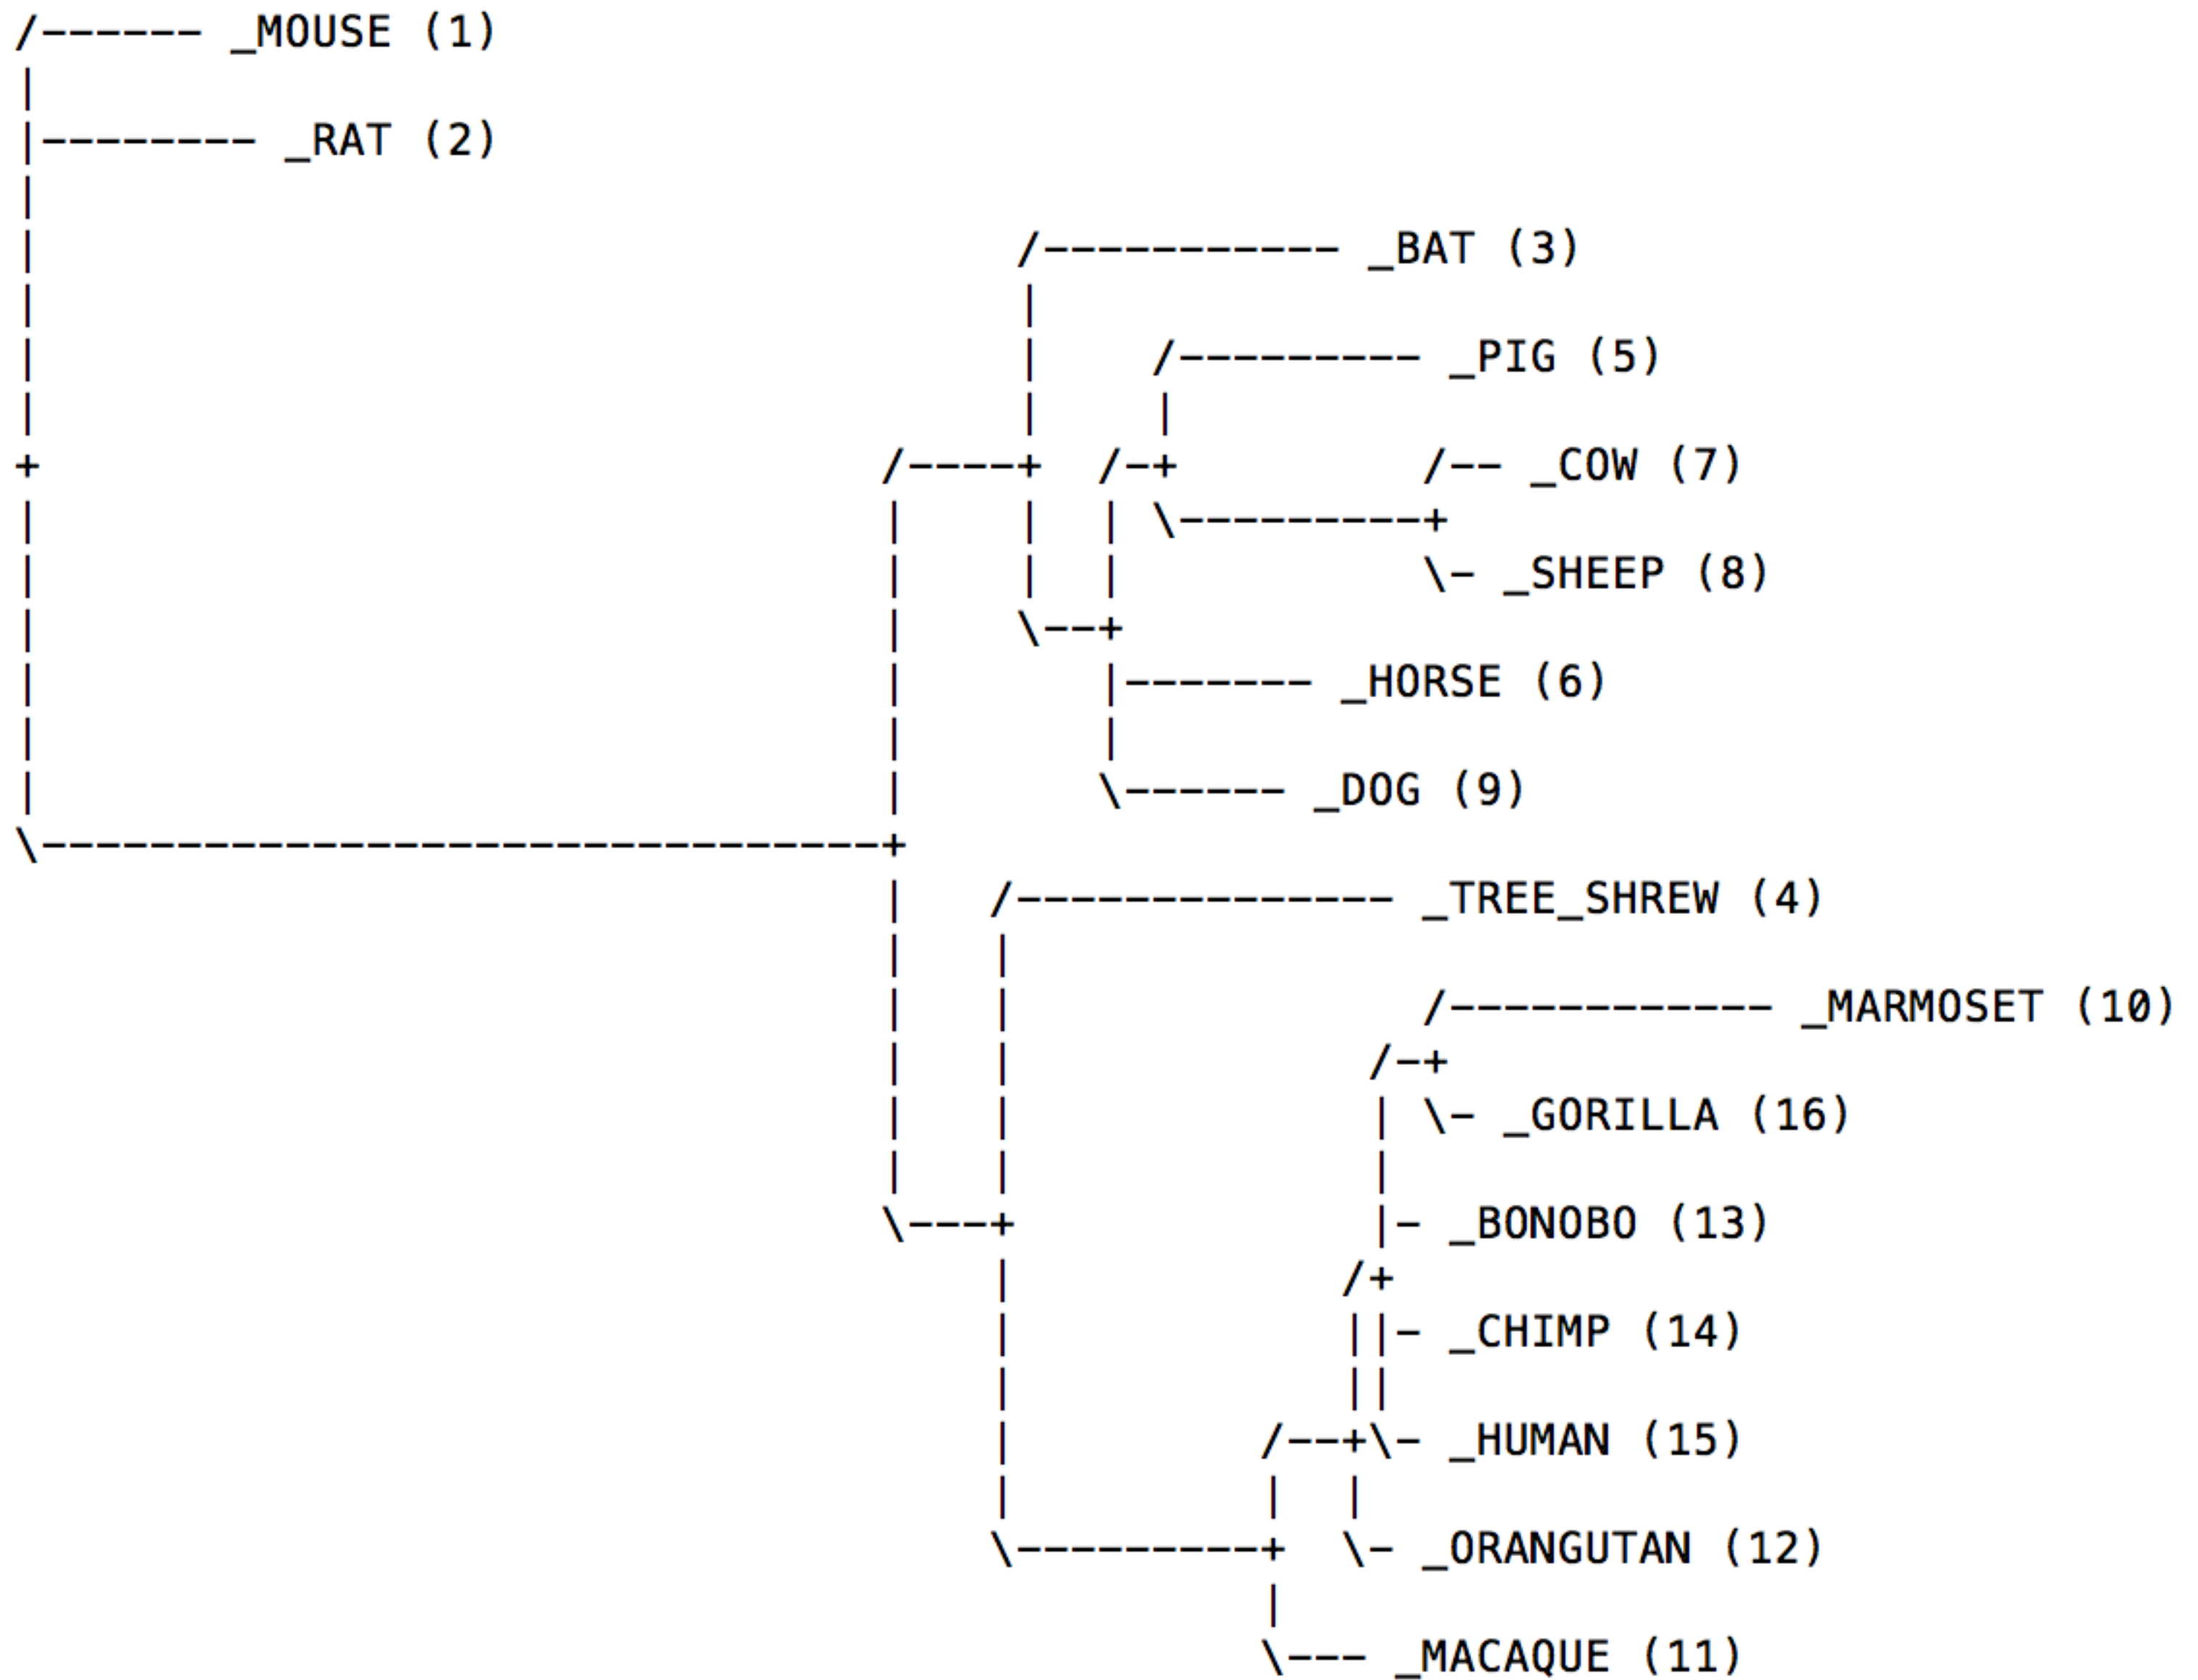 /------ _MOUSE (1)
|
|-------- _RAT (2)
|
|                                    /----------- _BAT (3)
|                                    |
|                                    |    /--------- _PIG (5)
|                                    |    |
+                               /----+  /-+         /-- _COW (7)
|                               |    |  | \---------+
|                               |    |  |           \- _SHEEP (8)
|                               |    \--+
|                               |       |------- _HORSE (6)
|                               |       |
|                               |       \------ _DOG (9)
\-------------------------------+
                                |   /-------------- _TREE_SHREW (4)
                                |   |
                                |   |               /------------ _MARMOSET (10)
                                |   |             /-+
                                |   |             | \- _GORILLA (16)
                                |   |             |
                                \---+             |- _BONOBO (13)
                                    |            /+
                                    |            ||- _CHIMP (14)
                                    |            ||
                                    |         /--+\- _HUMAN (15)
                                    |         |  |
                                    \---------+  \- _ORANGUTAN (12)
                                              |
                                              \--- _MACAQUE (11)